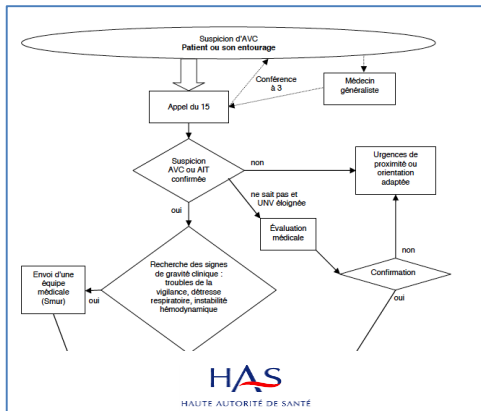 Suspicion d'AVC
Patient ou son entourage
Conférence
à 3
Médecin
généraliste
Appel du 15
Suspicion
AVC ou AIT
confirmée
non
Urgences de
proximité ou
orientation
adaptée
ne sait pas et
UNV éloignée
oui
Évaluation
médicale
non
Confirmation
oui
Recherche des signes
de gravité clinique :
troubles de la
vigilance, détresse
respiratoire, instabilité
hémodynamique
oui
Envoi d'une
équipe
médicale
(Smur)
HAS
HAUTE AUTORITÉ DE SANTÉ